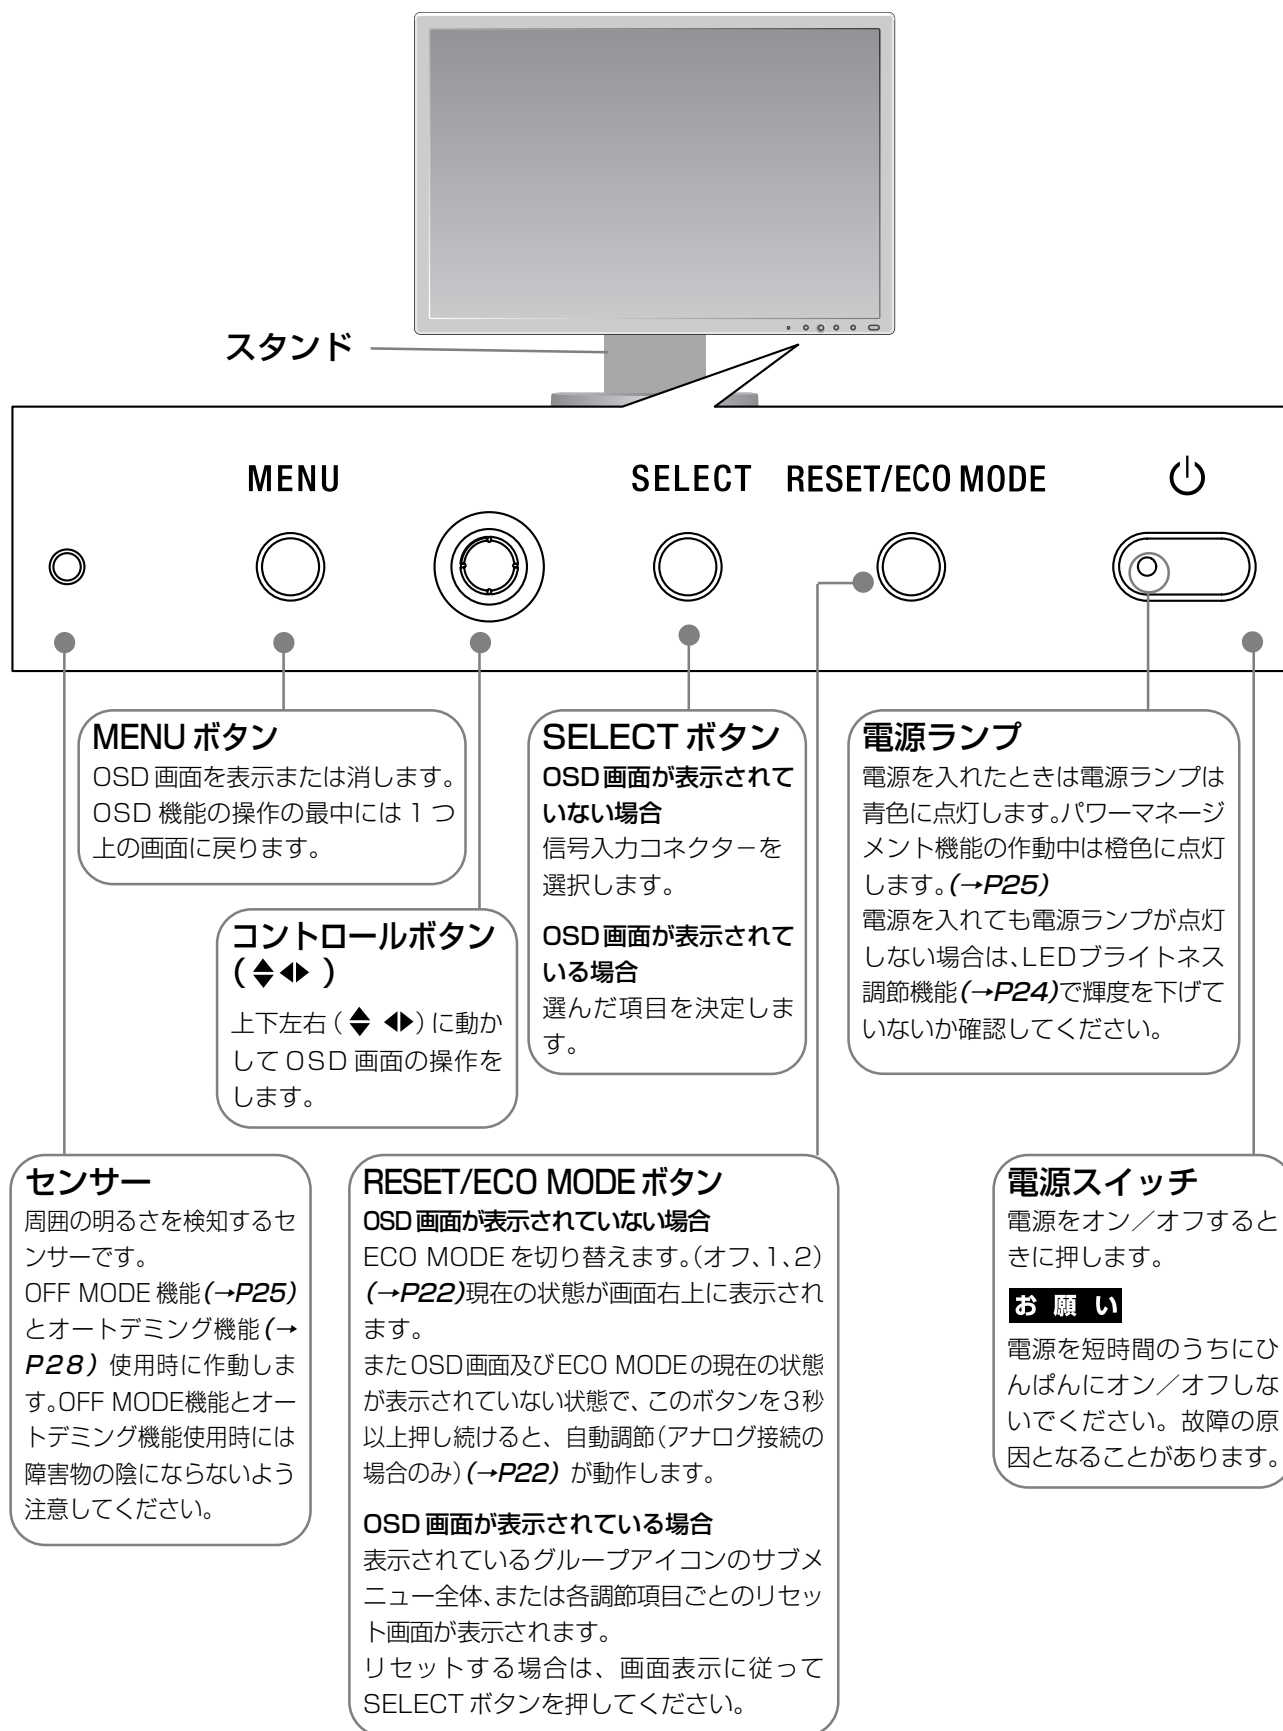 スタンド
MENU
SELECT
RESET/ECO MODE
MENU ボタン
OSD 画面を表示または消します。
OSD 機能の操作の最中には 1 つ
上の画面に戻ります。
コントロールボタン
(◆◆)
上下左右(◆ ◆)に動か
して OSD 画面の操作を
します。
SELECT ボタン
OSD画面が表示されて
いない場合
信号入力コネクターを
選択します。
OSD画面が表示されて
いる場合
選んだ項目を決定しま
す。
電源ランプ
電源を入れたときは電源ランプは
青色に点灯します。パワーマネージ
メント機能の作動中は橙色に点灯
します。(→P25)
電源を入れても電源ランプが点灯
しない場合は、LEDブライトネス
調節機能(→P24)で輝度を下げて
いないか確認してください。
センサー
周囲の明るさを検知するセ
ンサーです。
OFF MODE 機能(→P25)
とオートデミング機能(→
P28) 使用時に作動しま
す。OFF MODE機能とオー
トデミング機能使用時には
障害物の陰にならないよう
注意してください。
RESET/ECO MODE ボタン
OSD 画面が表示されていない場合
ECO MODE を切り替えます。(オフ、1、2)
(→P22)現在の状態が画面右上に表示され
ます。
またOSD画面及びECO MODEの現在の状態
が表示されていない状態で、このボタンを3秒
以上押し続けると、自動調節(アナログ接続の
場合のみ)(→P22) が動作します。
OSD 画面が表示されている場合
表示されているグループアイコンのサブメ
ニュー全体、または各調節項目ごとのリセッ
ト画面が表示されます。
リセットする場合は、画面表示に従って
SELECT ボタンを押してください。
電源スイッチ
電源をオン/オフすると
きに押します。
お 願 い
電源を短時間のうちにひ
んぱんにオン/オフしな
いでください。故障の原
因となることがあります。